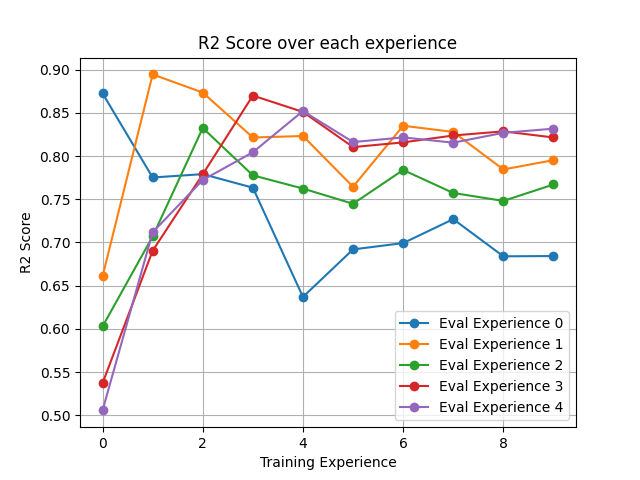 R2 Score over each experience
R2 Score
0.90
0.85
0.80
0.75
0.70
0.65
0.60
0.55
0.50
Eval Experience 0
Eval Experience 1
Eval Experience 2
Eval Experience 3
Eval Experience 4
0 2 4 6 8
Training Experience